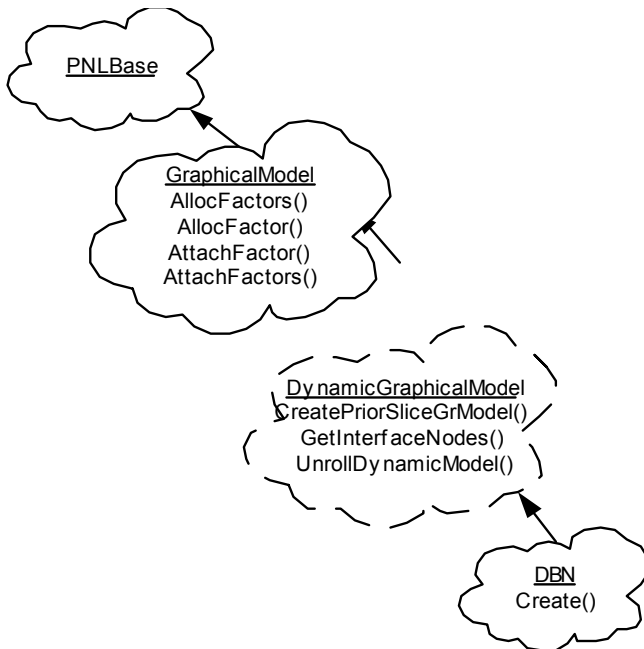 PNLBase
GraphicalModel
AllocFactors()
AllocFactor()
AttachFactor()
AttachFactors()
DynamicGraphicalModel
CreatePriorSliceGrModel()
GetInterfaceNodes()
UnrollDynamicModel()
DBN
Create()